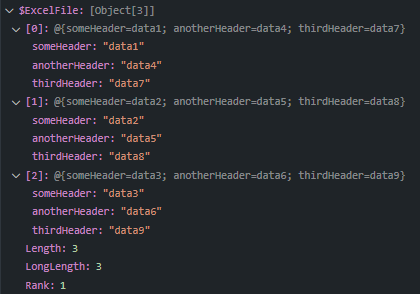 $ExcelFile: [Object[3]]
[0]: @{someHeader=data1; anotherHeader=data4; thirdHeader=data7}
someHeader: "data1"
anotherHeader: "data4"
thirdHeader: "data7"
[1]: @{someHeader=data2; anotherHeader=data5; thirdHeader=data8}
someHeader: "data2"
anotherHeader: "data5"
thirdHeader: "data8"
[2]: @{someHeader=data3; anotherHeader=data6; thirdHeader=data9}
someHeader: "data3"
anotherHeader: "data6"
thirdHeader: "data9"
Length: 3
LongLength: 3
Rank: 1